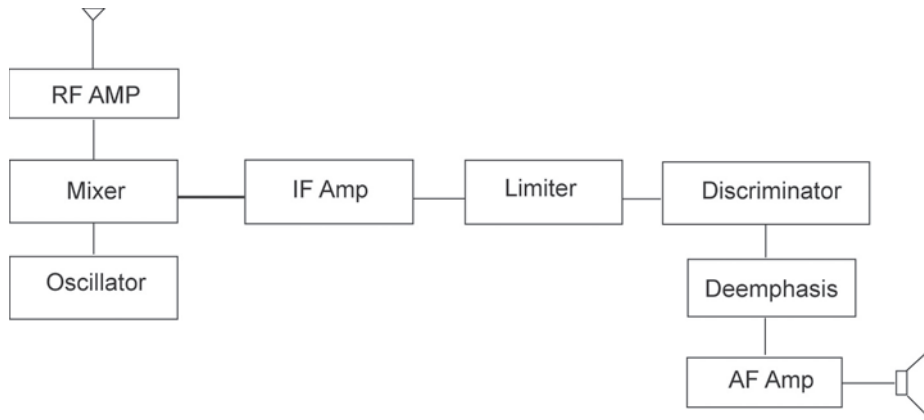 RF AMP
Mixer
IF Amp
Limiter
Discriminator
Oscillator
Deemphasis
AF Amp